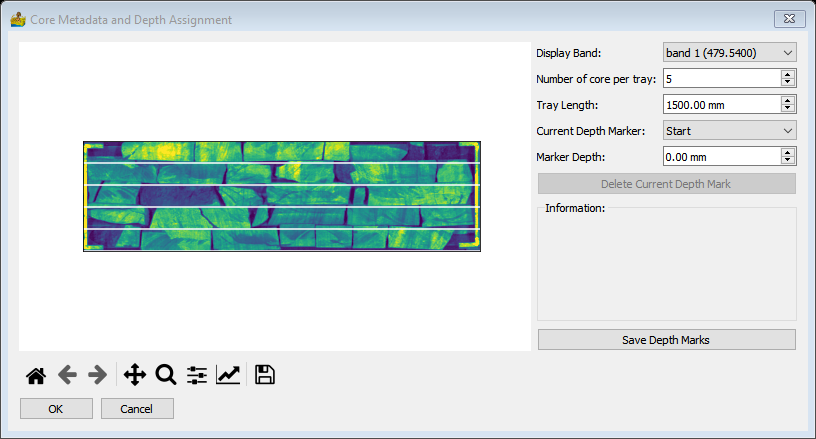 Core Metadata and Depth Assignment
Display Band: band 1 (479.5400)
Number of core per tray: 5
Tray Length: 1500.00 mm
Current Depth Marker: Start
Marker Depth: 0.00 mm
Delete Current Depth Mark
Information:
Save Depth Marks
OK Cancel